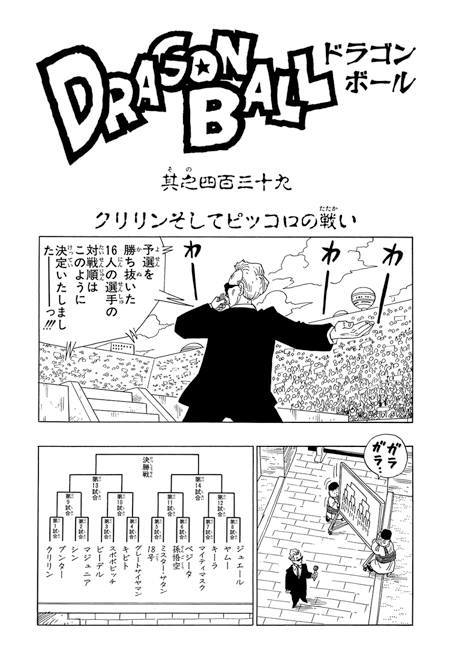 DRAGON BALL
ドラゴン
ボール
其之四百三十九
クリリンそしてピッコロの戦い
予選を
勝ち抜いた
16人の選手の
対戦順は
このように
決定いたしまし
たーーーっ!!!!
わー
わー
わー
ガラ
ガラ・
決勝戦
第13試合
第14試合
第9試合
第10試合
第11試合
第12試合
第1試合
第2試合
第3試合
第4試合
第5試合
第6試合
第7試合
第8試合
クリリン
プンター
シン
マジュニア
ビーデル
スポポビッチ
キビト
グレートサイヤマン
18号
ミスター・サタン
孫悟空
ベジータ
マイティマスク
キーラ
ヤムー
ジュエール